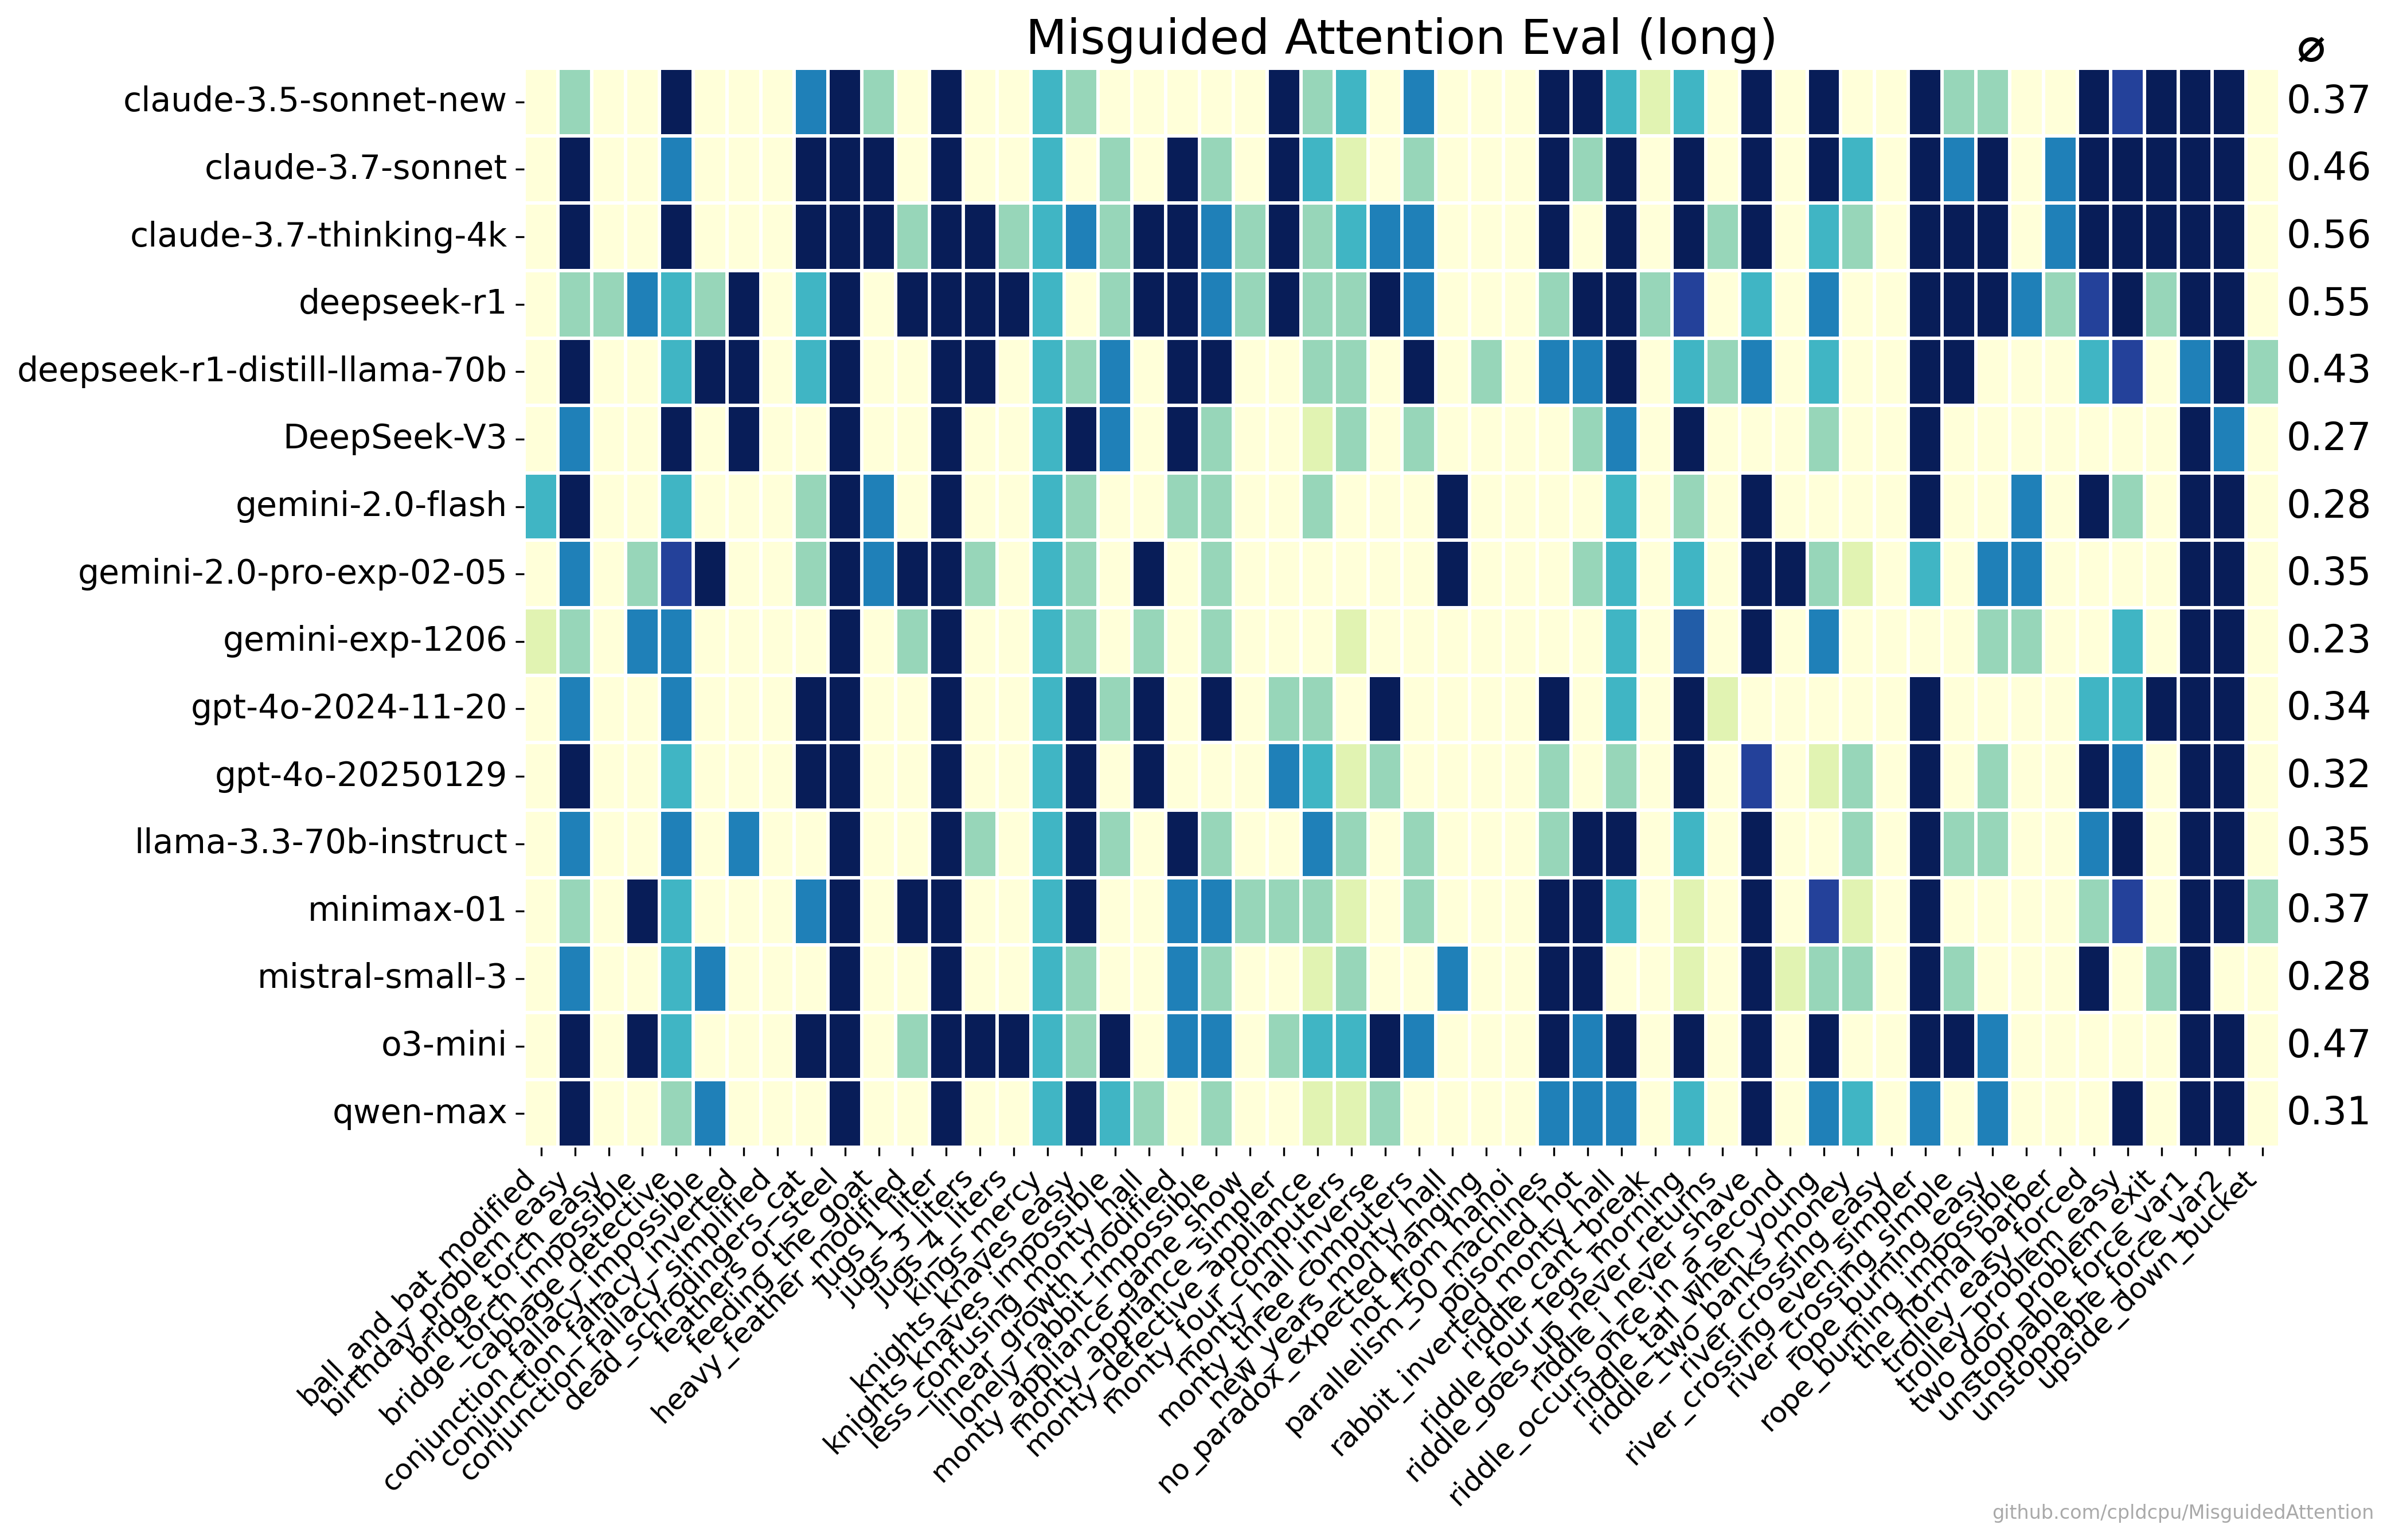 Misguided Attention Eval (long)
ø
claude-3.5-sonnet-new 0.37
claude-3.7-sonnet 0.46
claude-3.7-thinking-4k 0.56
deepseek-r1 0.55
deepseek-r1-distill-llama-70b 0.43
DeepSeek-V3 0.27
gemini-2.0-flash 0.28
gemini-2.0-pro-exp-02-05 0.35
gemini-exp-1206 0.23
gpt-4o-2024-11-20 0.34
gpt-4o-20250129 0.32
llama-3.3-70b-instruct 0.35
minimax-01 0.37
mistral-small-3 0.28
o3-mini 0.47
qwen-max 0.31
ball_and_bat_modified
birthday_problem_easy
bridge_torch_easy
bridge_torch_impossible
cabbage_detective
conjunction_fallacy_impossible
conjunction_fallacy_inverted
conjunction_fallacy_simplified
dead_schrodingers_cat
feathers_or_steel
feeding_the_goat
heavy_feather_modified
jugs_1_liter
jugs_3_liters
jugs_4_liters
kings_mercy
knights_knaves_easy
knights_knaves_impossible
less_confusing_monty_hall
linear_growth_modified
lonely_rabbit_impossible
monty_appliance_game_show
monty_appliance_simpler
monty_defective_appliance
monty_four_computers
monty_hall_inverse
monty_three_computers
new_years_monty_hall
no_paradox_expected_hanging
not_from_hanoi
parallelism_50_machines
poisoned_hot
rabbit_inverted_monty_hall
riddle_cant_break
riddle_four_legs_morning
riddle_goes_up_never_returns
riddle_i_never_shave
riddle_occurs_once_in_a_second
riddle_tall_when_young
riddle_two_banks_money
river_crossing_easy
river_crossing_even_simpler
river_crossing_simple
rope_burning_easy
rope_burning_impossible
the_normal_barber
trolley_easy_forced
trolley_problem_easy
two_door_problem_exit
unstoppable_force_var1
unstoppable_force_var2
upside_down_bucket
github.com/cpldcpu/MisguidedAttention